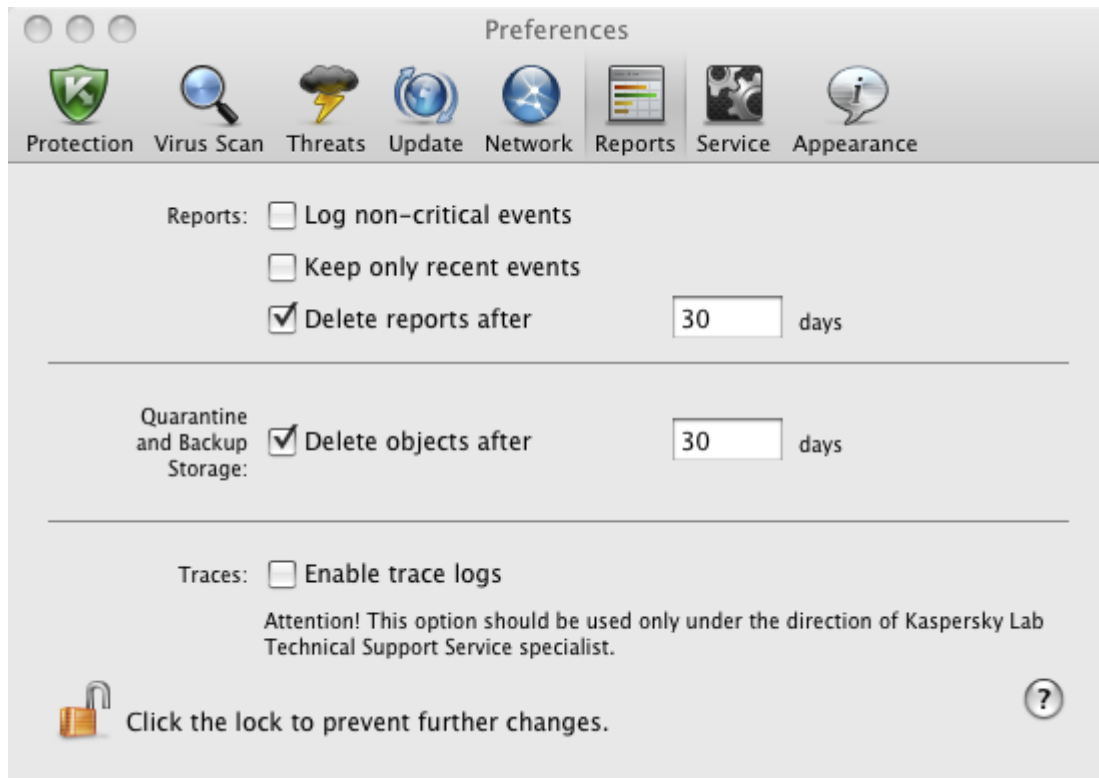 Preferences
Protection Virus Scan Threats Update Network Reports Service Appearance
Reports: Log non-critical events
Keep only recent events
Delete reports after 30 days
Quarantine
and Backup Delete objects after 30 days
Storage:
Traces: Enable trace logs
Attention! This option should be used only under the direction of Kaspersky Lab
Technical Support Service specialist.
Click the lock to prevent further changes. ?